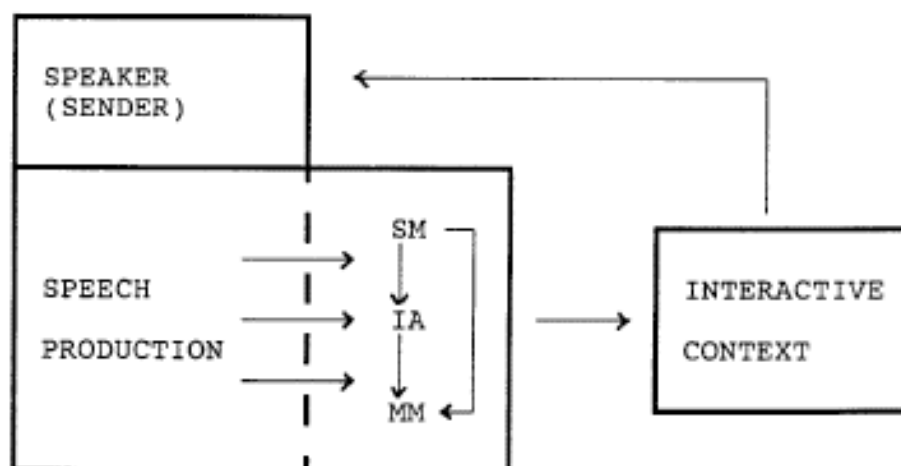 SPEAKER
(SENDER)
SM
SPEECH
INTERACTIVE
IA
PRODUCTION
CONTEXT
MM